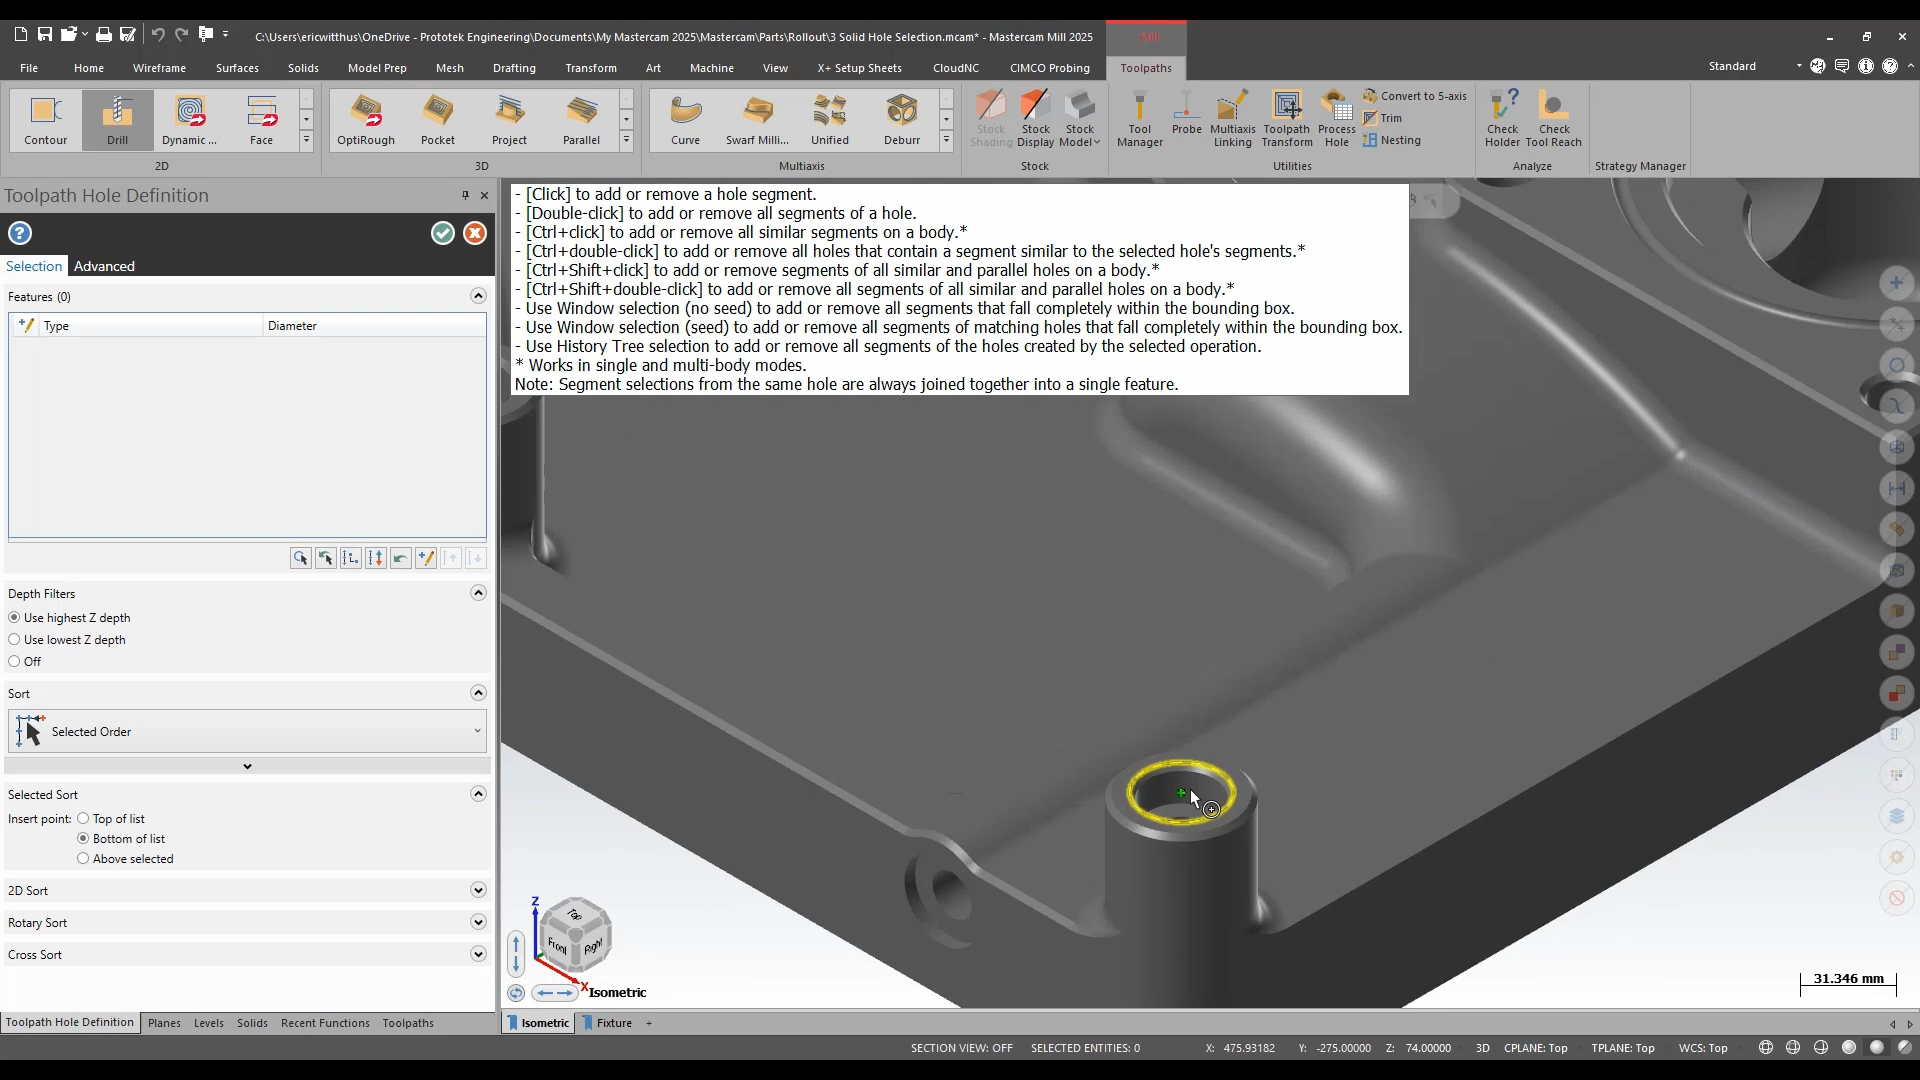 C:\Users\ericwitthus\OneDrive - Prototek Engineering\Documents\My Mastercam 2025\Mastercam\Parts\Rollout\3 Solid Hole Selection.mcam* - Mastercam Mill 2025
Mill
File Home Wireframe Surfaces Solids Model Prep Mesh Drafting Transform Art Machine View X+ Setup Sheets CloudNC CIMCO Probing Toolpaths
Standard
Contour Drill Dynamic ... Face
2D
OptiRough Pocket Project Parallel
3D
Curve Swarf Milli... Unified Deburr
Multiaxis
Stock Shading
Stock Display
Stock Model
Stock
Tool Manager
Probe
Multiaxis Linking
Toolpath Transform
Process Hole
Convert to 5-axis
Trim
Nesting
Utilities
Check Holder
Check Tool Reach
Analyze
Strategy Manager
Toolpath Hole Definition
Selection Advanced
Features (0)
Type Diameter
Depth Filters
Use highest Z depth
Use lowest Z depth
Off
Sort
Selected Order
Selected Sort
Insert point: Top of list
Bottom of list
Above selected
2D Sort
Rotary Sort
Cross Sort
- [Click] to add or remove a hole segment.
- [Double-click] to add or remove all segments of a hole.
- [Ctrl+click] to add or remove all similar segments on a body.*
- [Ctrl+double-click] to add or remove all holes that contain a segment similar to the selected hole's segments.*
- [Ctrl+Shift+click] to add or remove segments of all similar and parallel holes on a body.*
- [Ctrl+Shift+double-click] to add or remove all segments of all similar and parallel holes on a body.*
- Use Window selection (no seed) to add or remove all segments that fall completely within the bounding box.
- Use Window selection (seed) to add or remove all segments of matching holes that fall completely within the bounding box.
- Use History Tree selection to add or remove all segments of the holes created by the selected operation.
* Works in single and multi-body modes.
Note: Segment selections from the same hole are always joined together into a single feature.
Z
Top
Front Right
X
Isometric
31.346 mm
Toolpath Hole Definition Planes Levels Solids Recent Functions Toolpaths
Isometric Fixture +
SECTION VIEW: OFF SELECTED ENTITIES: 0 X: 475.93182 Y: -275.00000 Z: 74.00000 3D CPLANE: Top TPLANE: Top WCS: Top